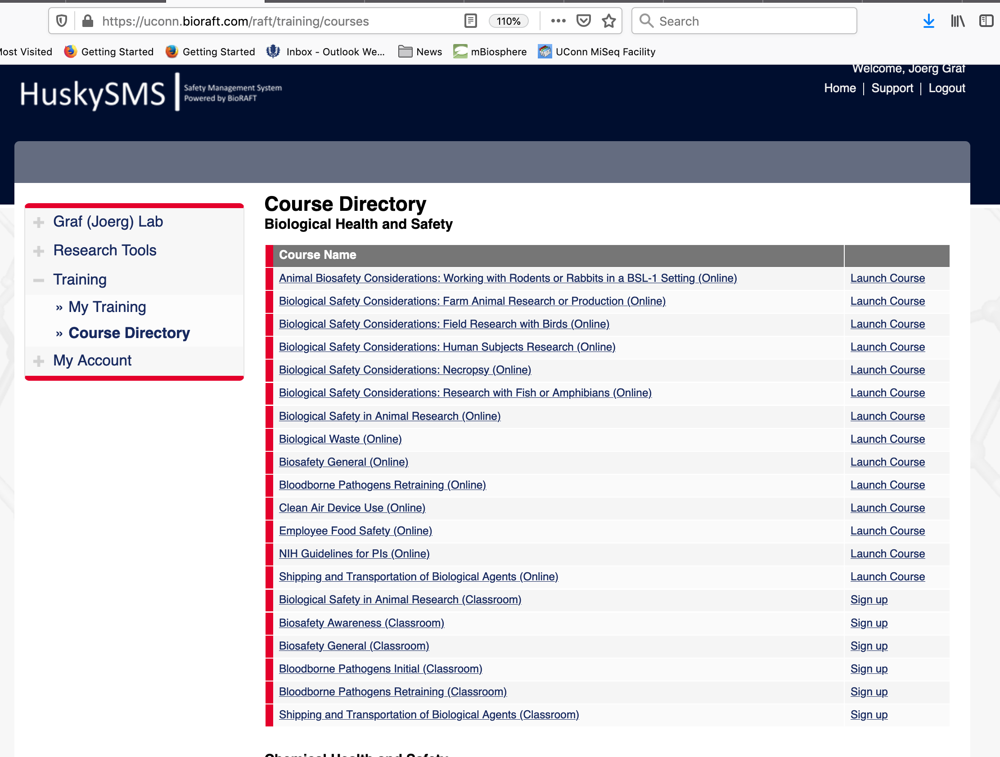 https://uconn.bioraft.com/raft/training/courses 110% Search
Most Visited Getting Started Getting Started Inbox - Outlook We... News mBiosphere UConn MiSeq Facility
Welcome, Joerg Graf
HuskySMS Safety Management System
Powered by BioRAFT
Home | Support | Logout
Course Directory
Biological Health and Safety
Graf (Joerg) Lab
Research Tools
Training
» My Training
» Course Directory
My Account
Course Name
Animal Biosafety Considerations: Working with Rodents or Rabbits in a BSL-1 Setting (Online) Launch Course
Biological Safety Considerations: Farm Animal Research or Production (Online) Launch Course
Biological Safety Considerations: Field Research with Birds (Online) Launch Course
Biological Safety Considerations: Human Subjects Research (Online) Launch Course
Biological Safety Considerations: Necropsy (Online) Launch Course
Biological Safety Considerations: Research with Fish or Amphibians (Online) Launch Course
Biological Safety in Animal Research (Online) Launch Course
Biological Waste (Online) Launch Course
Biosafety General (Online) Launch Course
Bloodborne Pathogens Retraining (Online) Launch Course
Clean Air Device Use (Online) Launch Course
Employee Food Safety (Online) Launch Course
NIH Guidelines for PIs (Online) Launch Course
Shipping and Transportation of Biological Agents (Online) Launch Course
Biological Safety in Animal Research (Classroom) Sign up
Biosafety Awareness (Classroom) Sign up
Biosafety General (Classroom) Sign up
Bloodborne Pathogens Initial (Classroom) Sign up
Bloodborne Pathogens Retraining (Classroom) Sign up
Shipping and Transportation of Biological Agents (Classroom) Sign up
Chemical Health and Safety